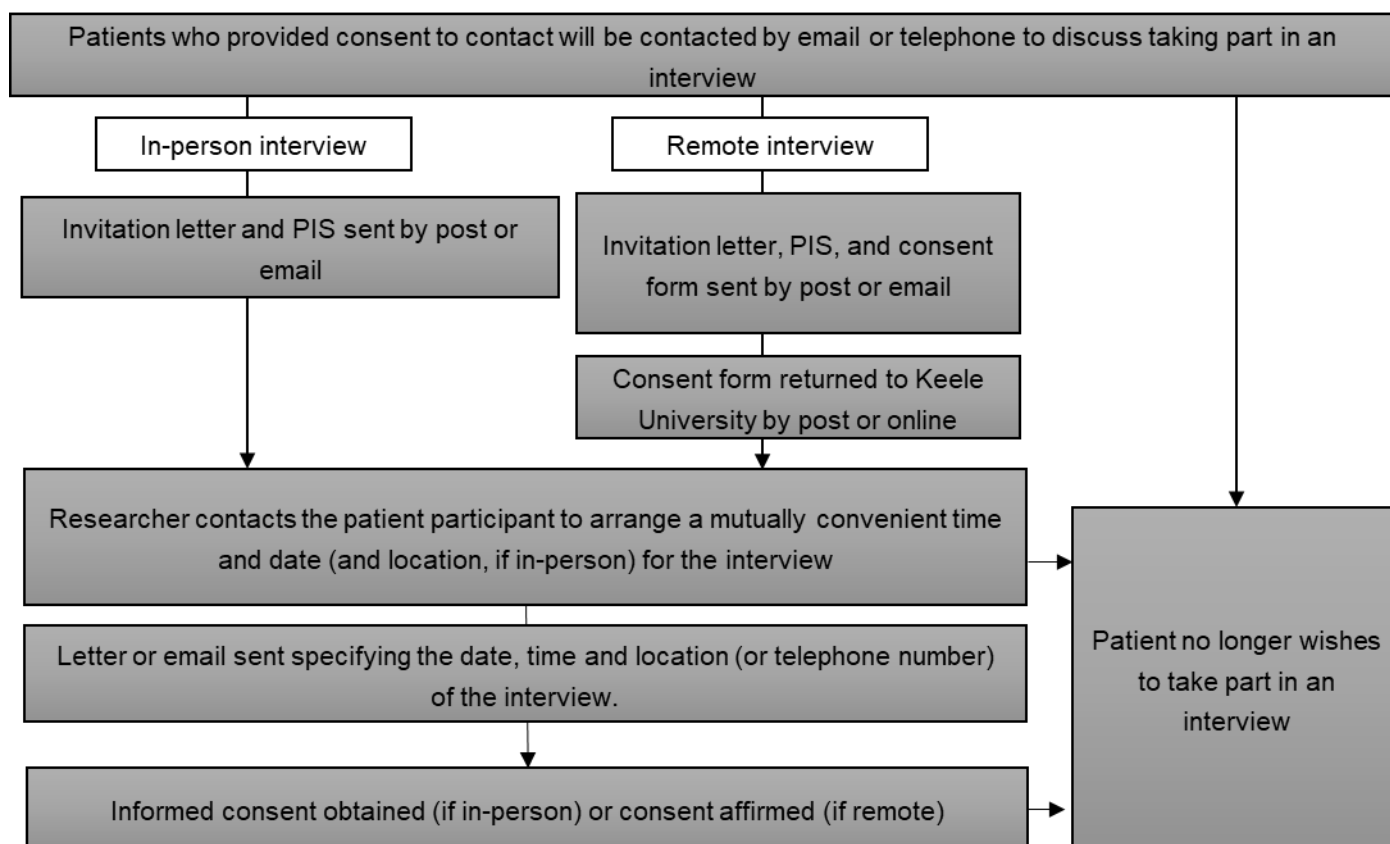 Patients who provided consent to contact will be contacted by email or telephone to discuss taking part in an
interview
In-person interview
Remote interview
Invitation letter and PIS sent by post or
email
Invitation letter, PIS, and consent
form sent by post or email
Consent form returned to Keele
University by post or online
Researcher contacts the patient participant to arrange a mutually convenient time
and date (and location, if in-person) for the interview
Letter or email sent specifying the date, time and location (or telephone number)
of the interview.
Patient no longer wishes
to take part in an
interview
Informed consent obtained (if in-person) or consent affirmed (if remote)